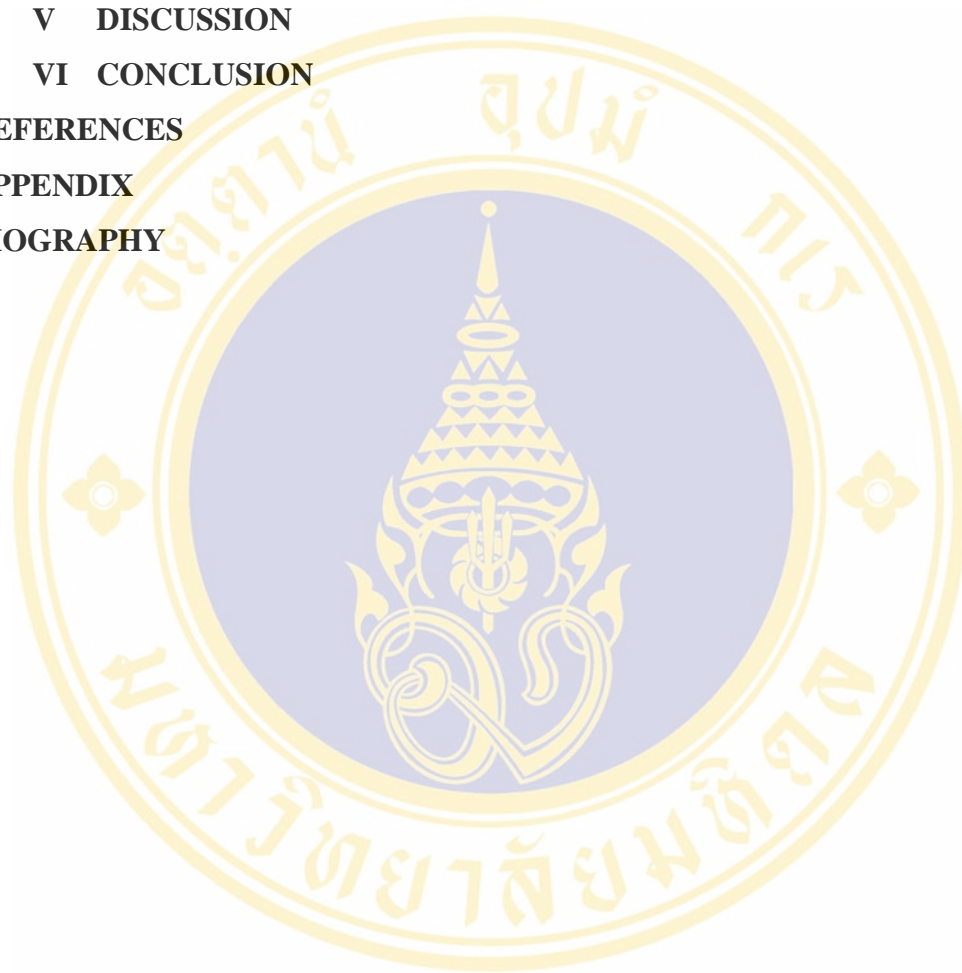 V DISCUSSION
VI CONCLUSION
EFERENCES
PPENDIX
IOGRAPHY
อตฺตานํ อุปมํ กเร
มหาวิทยาลัยมหิดล